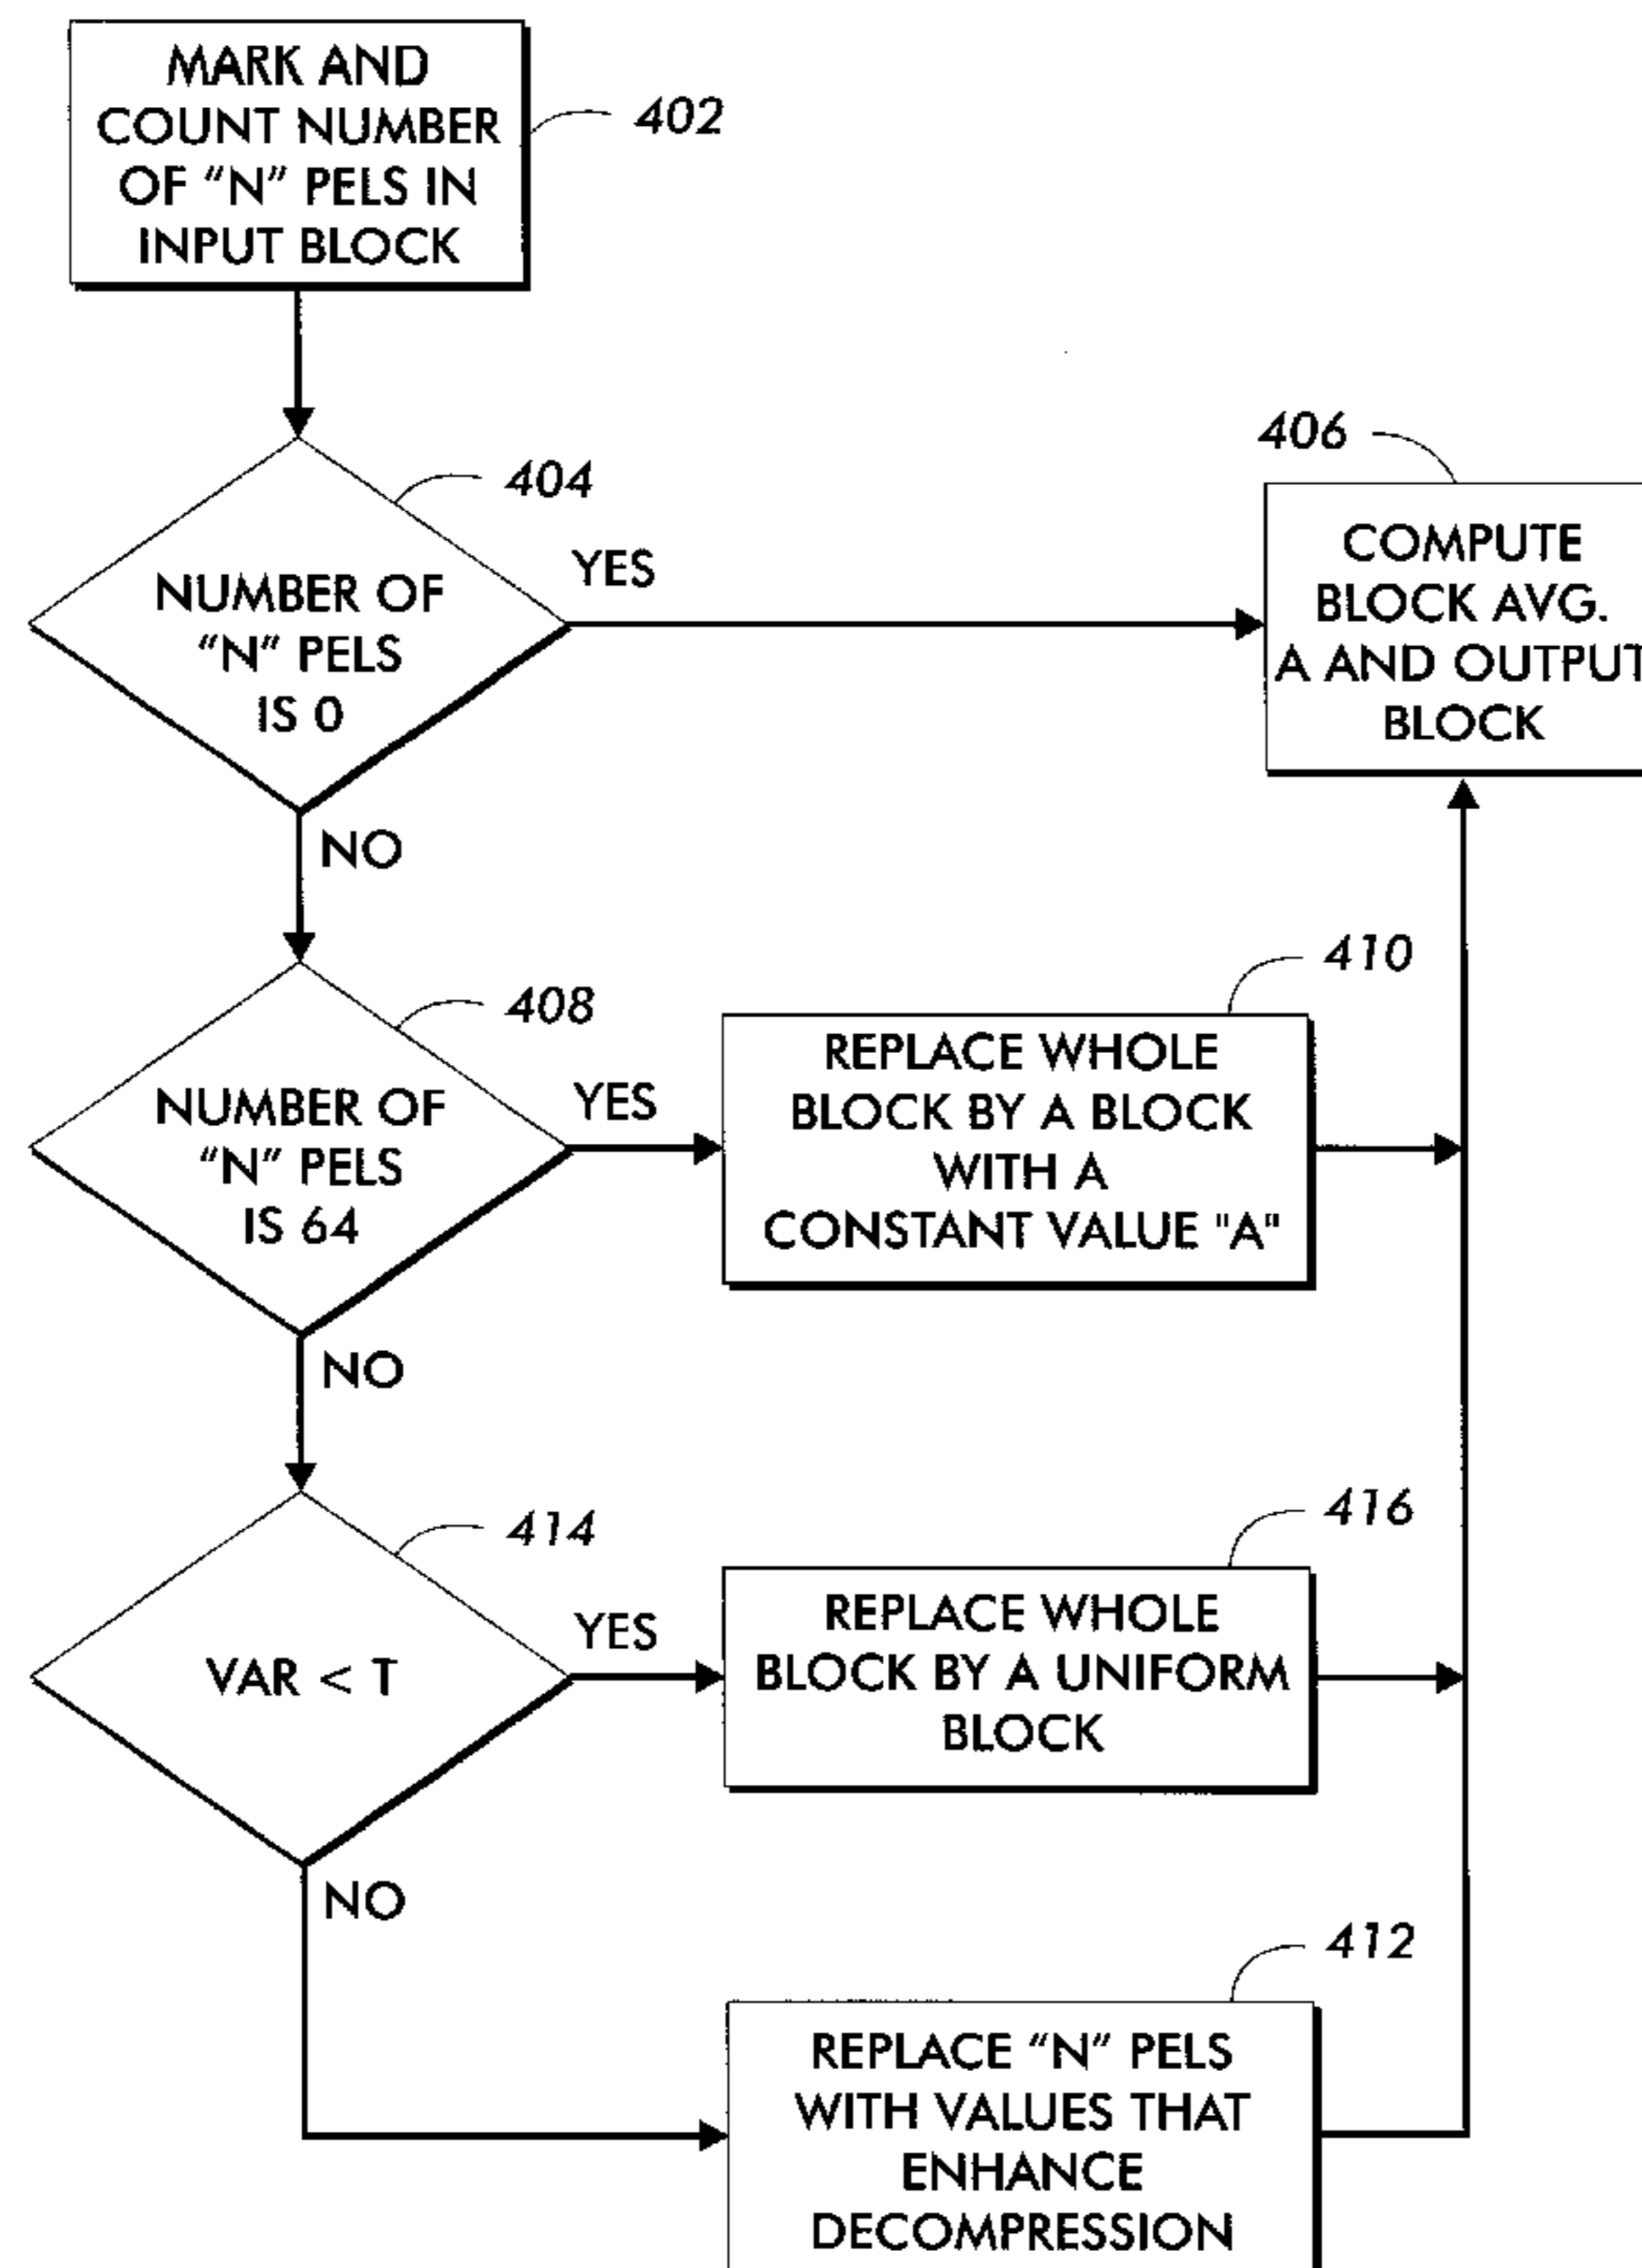 MARK AND
COUNT NUMBER
OF "N" PELS IN
INPUT BLOCK
402
404
NUMBER OF
"N" PELS
IS 0
YES
NO
406
COMPUTE
BLOCK AVG.
A AND OUTPUT
BLOCK
408
NUMBER OF
"N" PELS
IS 64
YES
NO
410
REPLACE WHOLE
BLOCK BY A BLOCK
WITH A
CONSTANT VALUE "A"
414
VAR < T
YES
NO
416
REPLACE WHOLE
BLOCK BY A UNIFORM
BLOCK
412
REPLACE "N" PELS
WITH VALUES THAT
ENHANCE
DECOMPRESSION